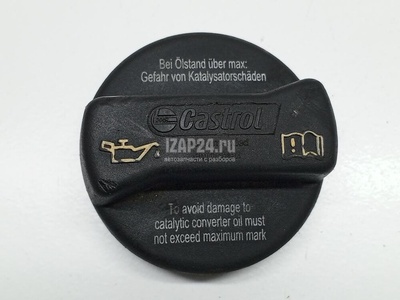 Bei Ölstand über max:
Gefahr von Katalysatorschäden
Castrol
IZAP24.ru
автозапчасти с разборов
To avoid damage to
catalytic converter oil must
not exceed maximum mark